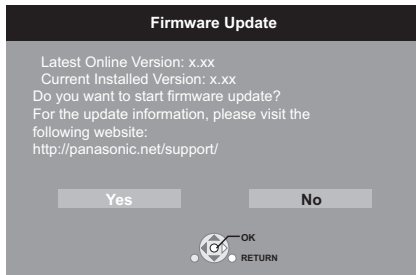 Firmware Update
Latest Online Version: x.xx
Current Installed Version: x.xx
Do you want to start firmware update?
For the update information, please visit the
following website:
http://panasonic.net/support/
Yes No
OK
RETURN